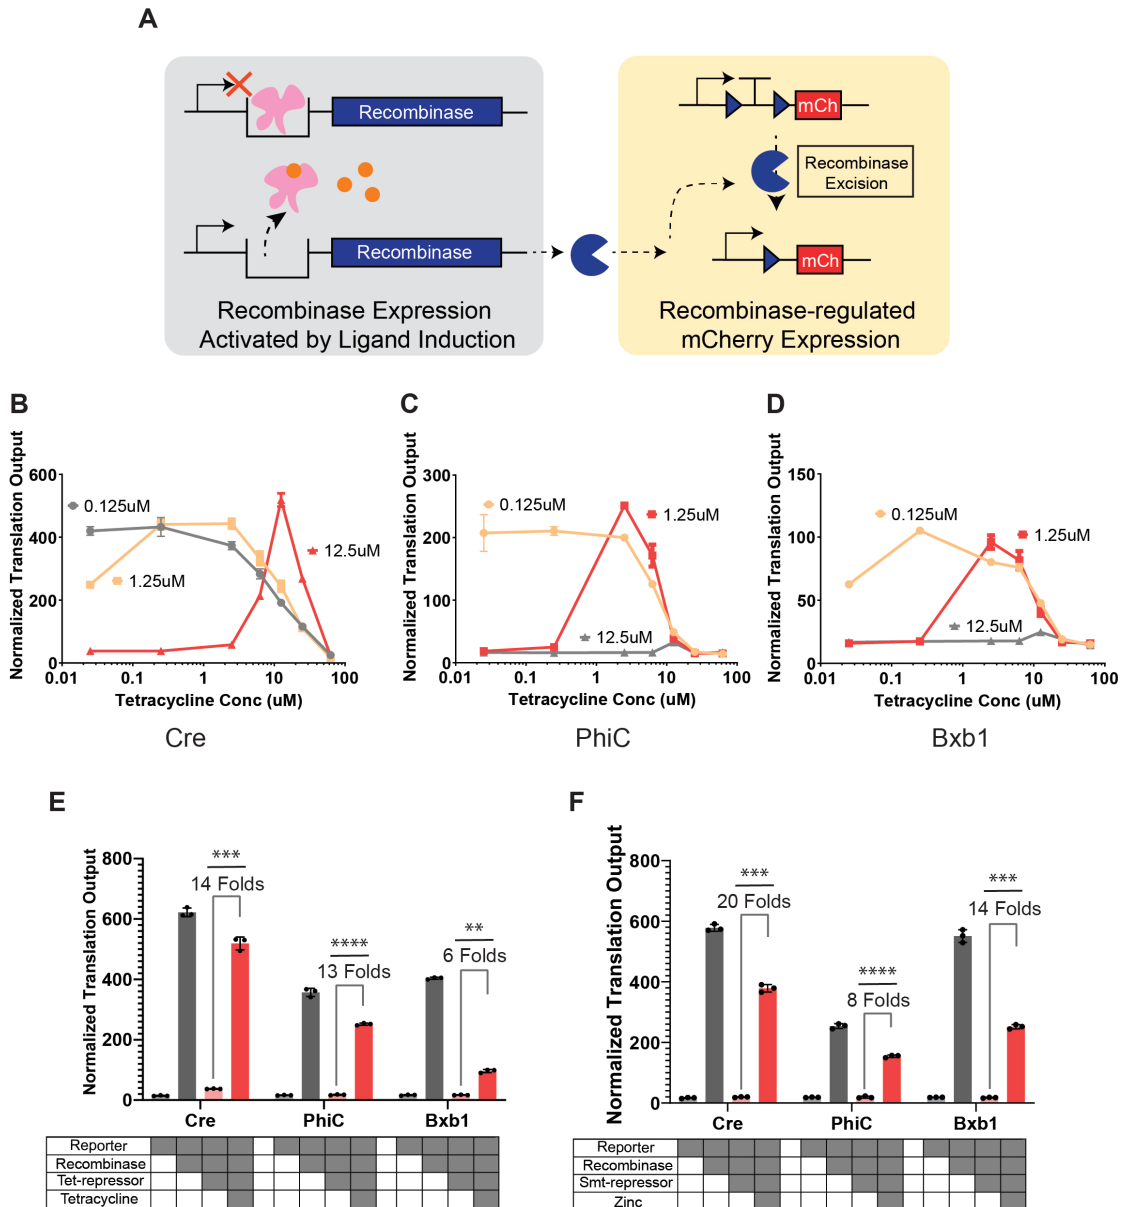 A
Recombinase
mCh
Recombinase
Excision
Recombinase
mCh
Recombinase Expression
Activated by Ligand Induction
Recombinase-regulated
mCherry Expression
B
Normalized Translation Output
600
400
200
0
0.01
0.1
1
10
100
0.125uM
1.25uM
12.5uM
Tetracycline Conc (uM)
Cre
C
Normalized Translation Output
300
200
100
0
0.01
0.1
1
10
100
0.125uM
1.25uM
12.5uM
Tetracycline Conc (uM)
PhiC
D
Normalized Translation Output
150
100
50
0
0.01
0.1
1
10
100
0.125uM
1.25uM
12.5uM
Tetracycline Conc (uM)
Bxb1
E
Normalized Translation Output
800
600
400
200
0
***
14 Folds
****
13 Folds
**
6 Folds
Cre
PhiC
Bxb1
Reporter
Recombinase
Tet-repressor
Tetracycline
F
Normalized Translation Output
800
600
400
200
0
***
20 Folds
****
8 Folds
***
14 Folds
Cre
PhiC
Bxb1
Reporter
Recombinase
Smt-repressor
Zinc